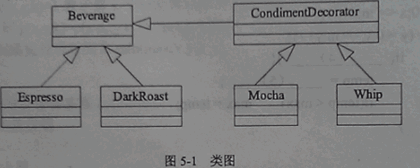 Beverage
CondimentDecorator
Espresso
DarkRoast
Mocha
Whip
图 5-1 类图